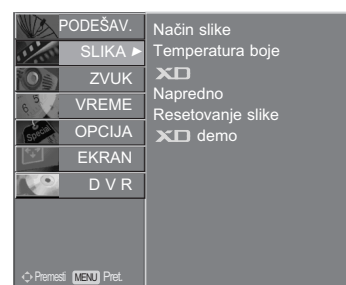 PODEŠAV.
SLIKA ►
ZVUK
VREME
OPCIJA
EKRAN
D V R
Način slike
Temperatura boje
XD
Napredno
Resetovanje slike
XD demo
Premesti MENU Pret.